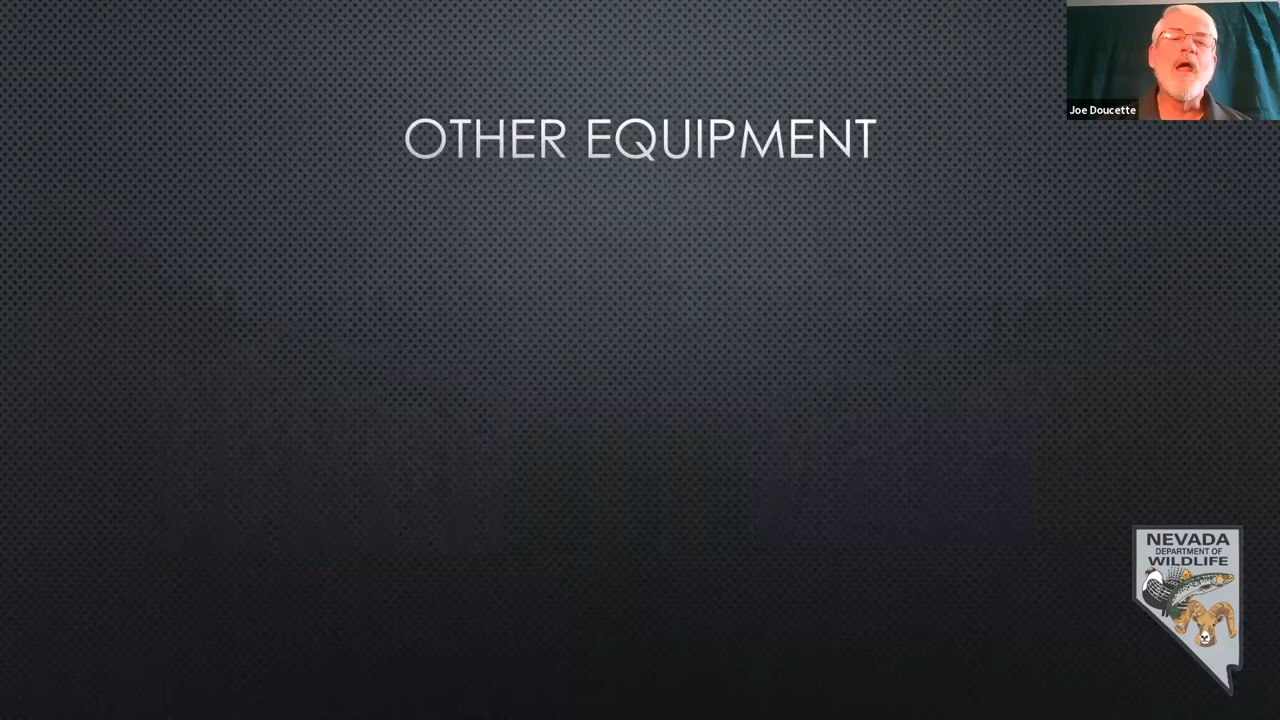 OTHER EQUIPMENT
Joe Doucette
NEVADA
DEPARTMENT OF
WILDLIFE